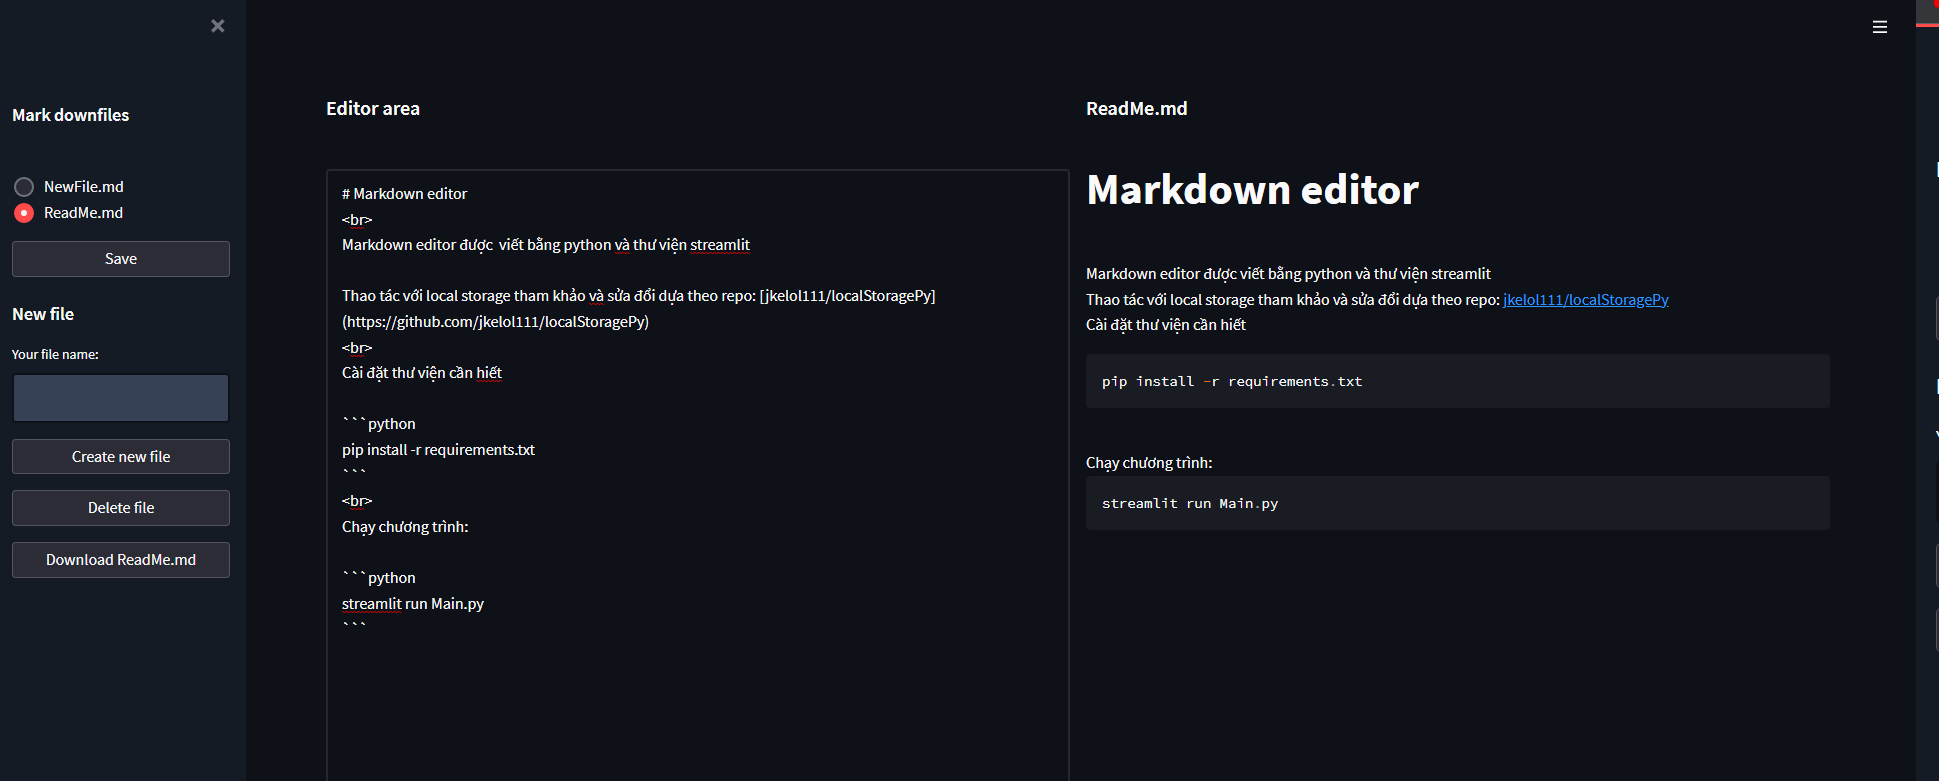 Mark downfiles
NewFile.md
ReadMe.md
Save
New file
Your file name:
Create new file
Delete file
Download ReadMe.md
Editor area
# Markdown editor
<br>
Markdown editor được  viết bằng python và thư viện streamlit
Thao tác với local storage tham khảo và sửa đổi dựa theo repo: [jkelol111/localStoragePy]
(https://github.com/jkelol111/localStoragePy)
<br>
Cài đặt thư viện cần hiết
```python
pip install -r requirements.txt
```
<br>
Chạy chương trình:
```python
streamlit run Main.py
```
ReadMe.md
Markdown editor
Markdown editor được viết bằng python và thư viện streamlit
Thao tác với local storage tham khảo và sửa đổi dựa theo repo: jkelol111/localStoragePy
Cài đặt thư viện cần hiết
pip install -r requirements.txt
Chạy chương trình:
streamlit run Main.py